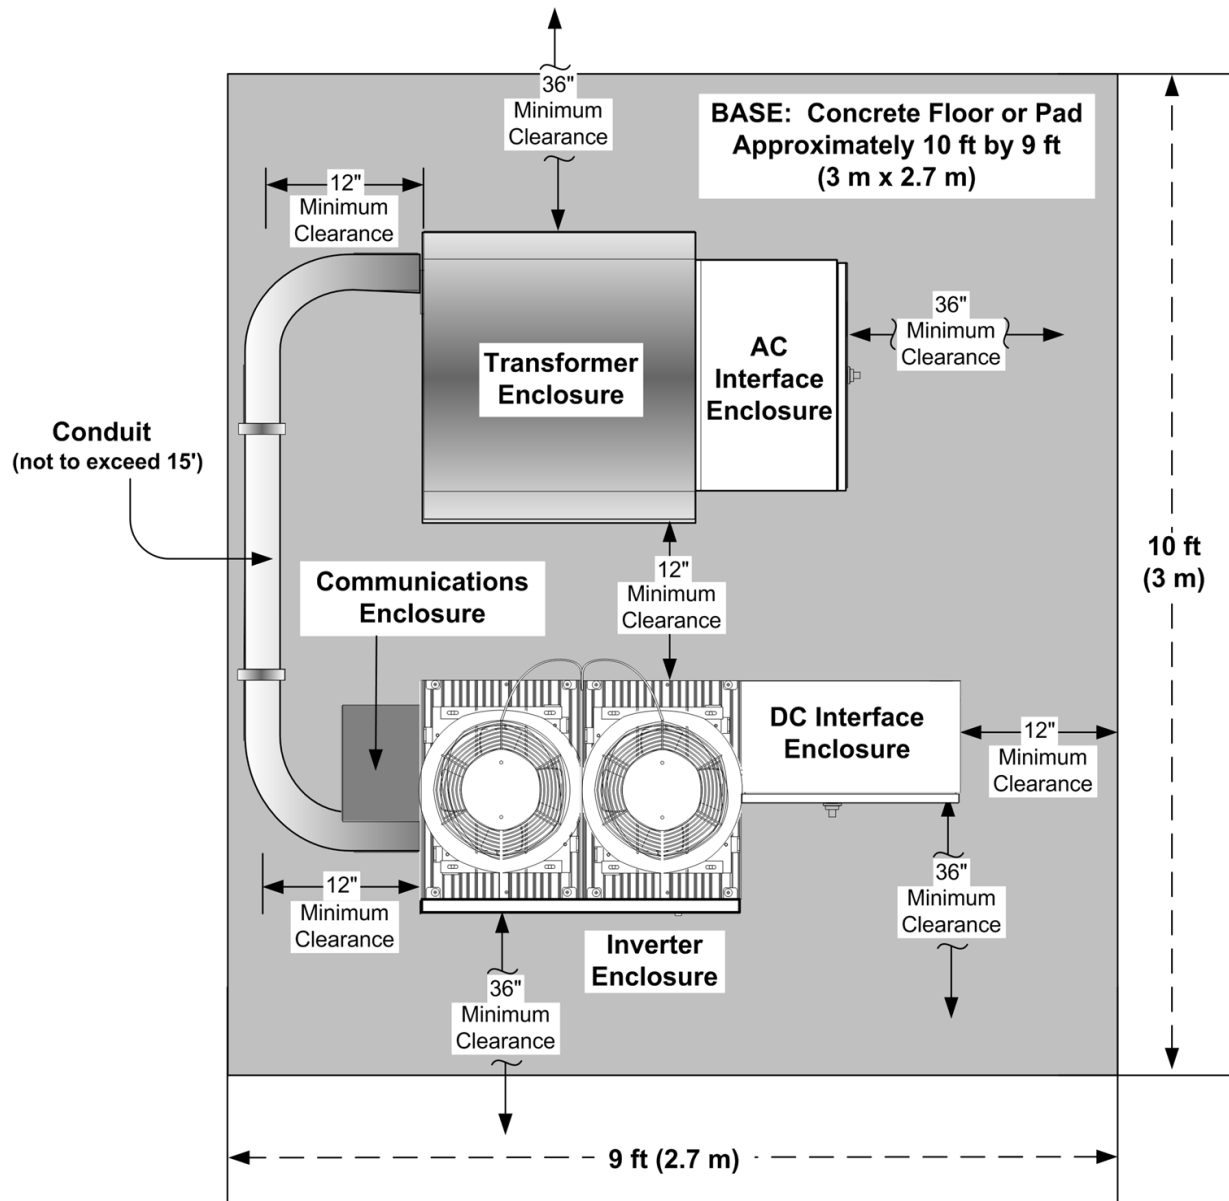 36"
Minimum
Clearance
BASE: Concrete Floor or Pad
Approximately 10 ft by 9 ft
(3 m x 2.7 m)
12"
Minimum
Clearance
36"
Minimum
Clearance
Transformer
Enclosure
AC
Interface
Enclosure
Conduit
(not to exceed 15')
10 ft
(3 m)
12"
Minimum
Clearance
Communications
Enclosure
DC Interface
Enclosure
12"
Minimum
Clearance
12"
Minimum
Clearance
36"
Minimum
Clearance
Inverter
Enclosure
36"
Minimum
Clearance
9 ft (2.7 m)